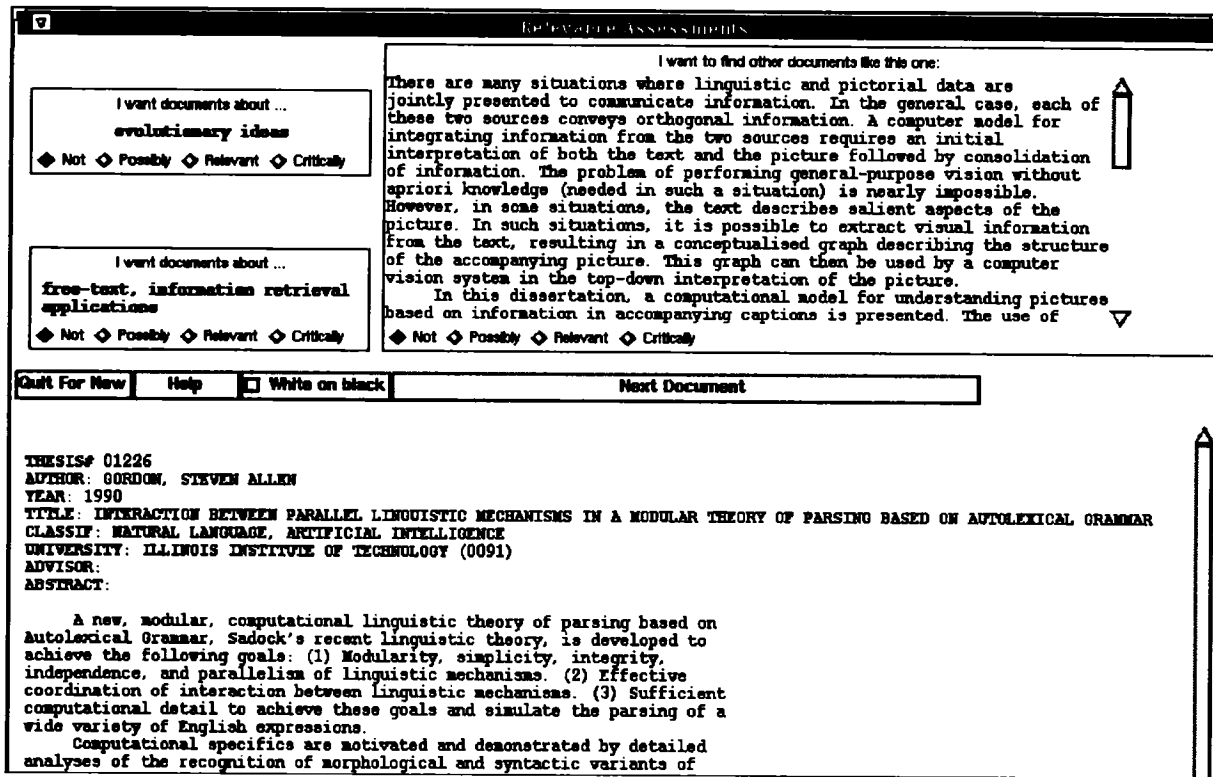 Relevance Assessments
I want documents about ...
evolutionary ideas
Not Possibly Relevant Critically
I want documents about ...
free-text, information retrieval
applications
Not Possibly Relevant Critically
I want to find other documents like this one:
There are many situations where linguistic and pictorial data are
jointly presented to communicate information. In the general case, each of
these two sources conveys orthogonal information. A computer model for
integrating information from the two sources requires an initial
interpretation of both the text and the picture followed by consolidation
of information. The problem of performing general-purpose vision without
apriori knowledge (needed in such a situation) is nearly impossible.
However, in some situations, the text describes salient aspects of the
picture. In such situations, it is possible to extract visual information
from the text, resulting in a conceptualised graph describing the structure
of the accompanying picture. This graph can then be used by a computer
vision system in the top-down interpretation of the picture.
In this dissertation, a computational model for understanding pictures
based on information in accompanying captions is presented. The use of
Not Possibly Relevant Critically
Quit For Now Help White on black Next Document
THESIS# 01226
AUTHOR: GORDON, STEVEN ALLEN
YEAR: 1990
TITLE: INTERACTION BETWEEN PARALLEL LINGUISTIC MECHANISMS IN A MODULAR THEORY OF PARSING BASED ON AUTOLEXICAL GRAMMAR
CLASSIF: NATURAL LANGUAGE, ARTIFICIAL INTELLIGENCE
UNIVERSITY: ILLINOIS INSTITUTE OF TECHNOLOGY (0091)
ADVISOR:
ABSTRACT:
A new, modular, computational linguistic theory of parsing based on
Autolexical Grammar, Sadock's recent linguistic theory, is developed to
achieve the following goals: (1) Modularity, simplicity, integrity,
independence, and parallelism of linguistic mechanisms. (2) Effective
coordination of interaction between linguistic mechanisms. (3) Sufficient
computational detail to achieve these goals and simulate the parsing of a
wide variety of English expressions.
Computational specifics are motivated and demonstrated by detailed
analyses of the recognition of morphological and syntactic variants of